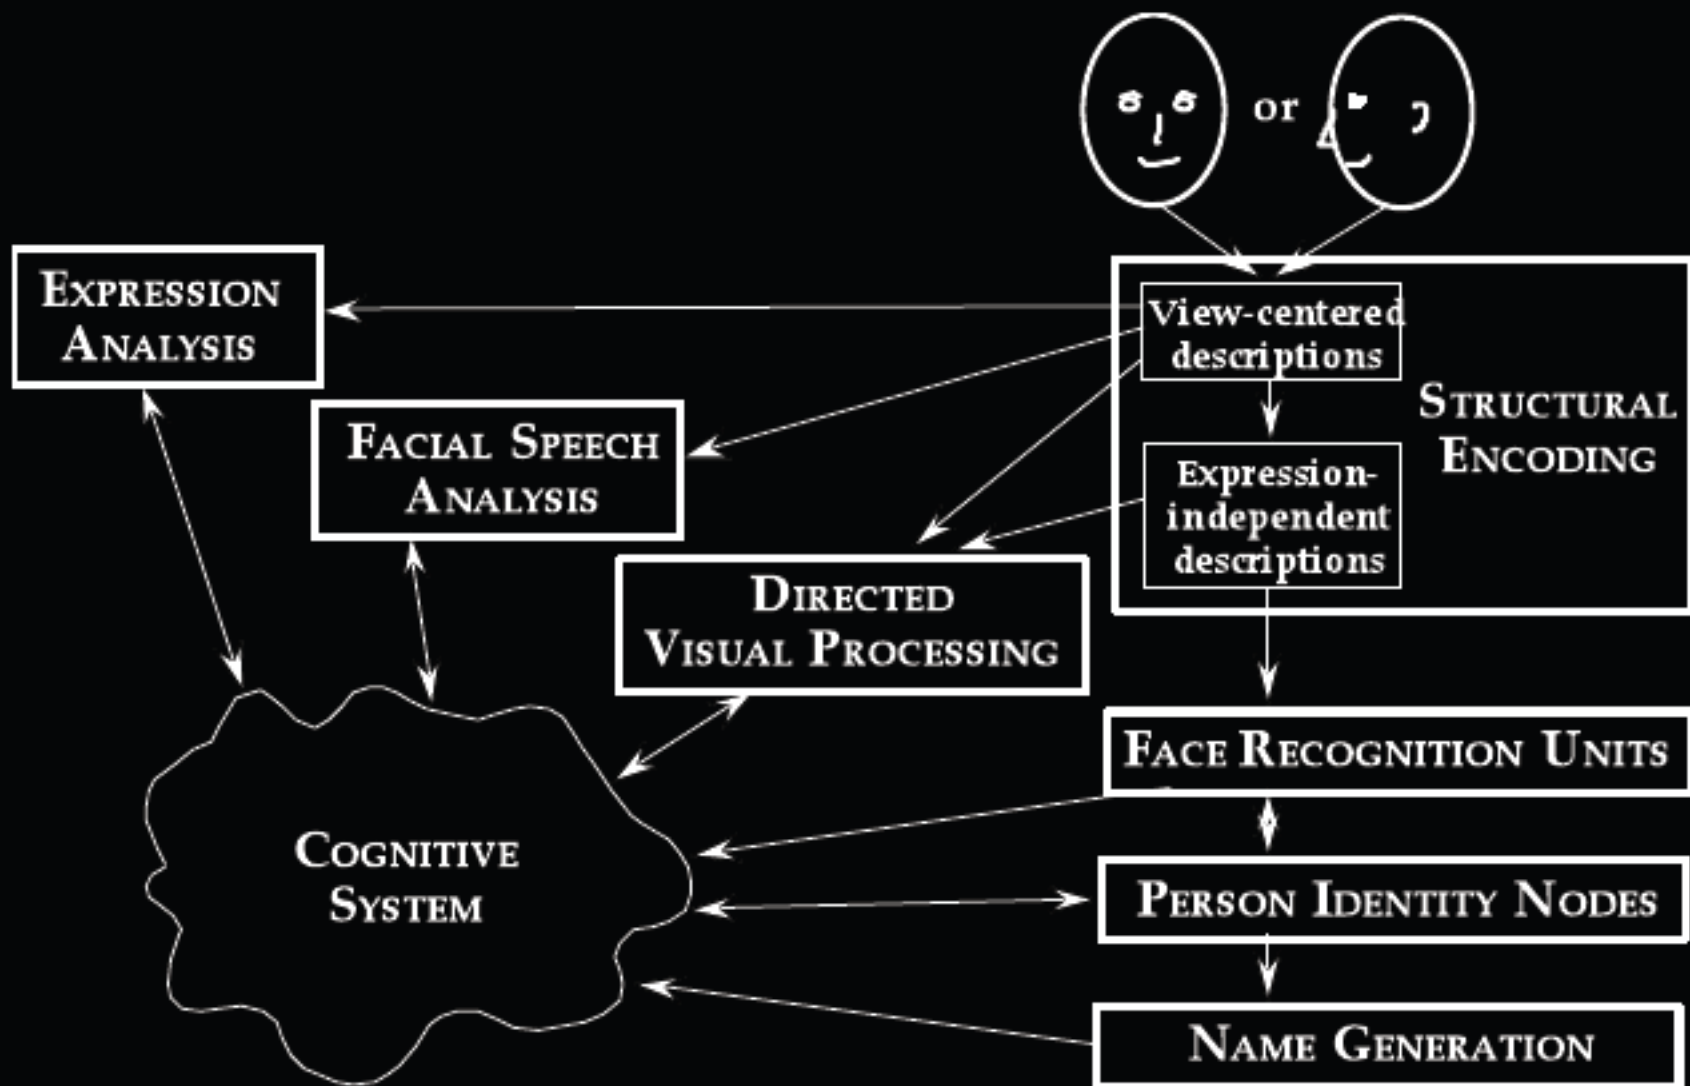 or
EXPRESSION
ANALYSIS
View-centered
descriptions
STRUCTURAL
ENCODING
FACIAL SPEECH
ANALYSIS
Expression-
independent
descriptions
DIRECTED
VISUAL PROCESSING
FACE RECOGNITION UNITS
COGNITIVE
SYSTEM
PERSON IDENTITY NODES
NAME GENERATION